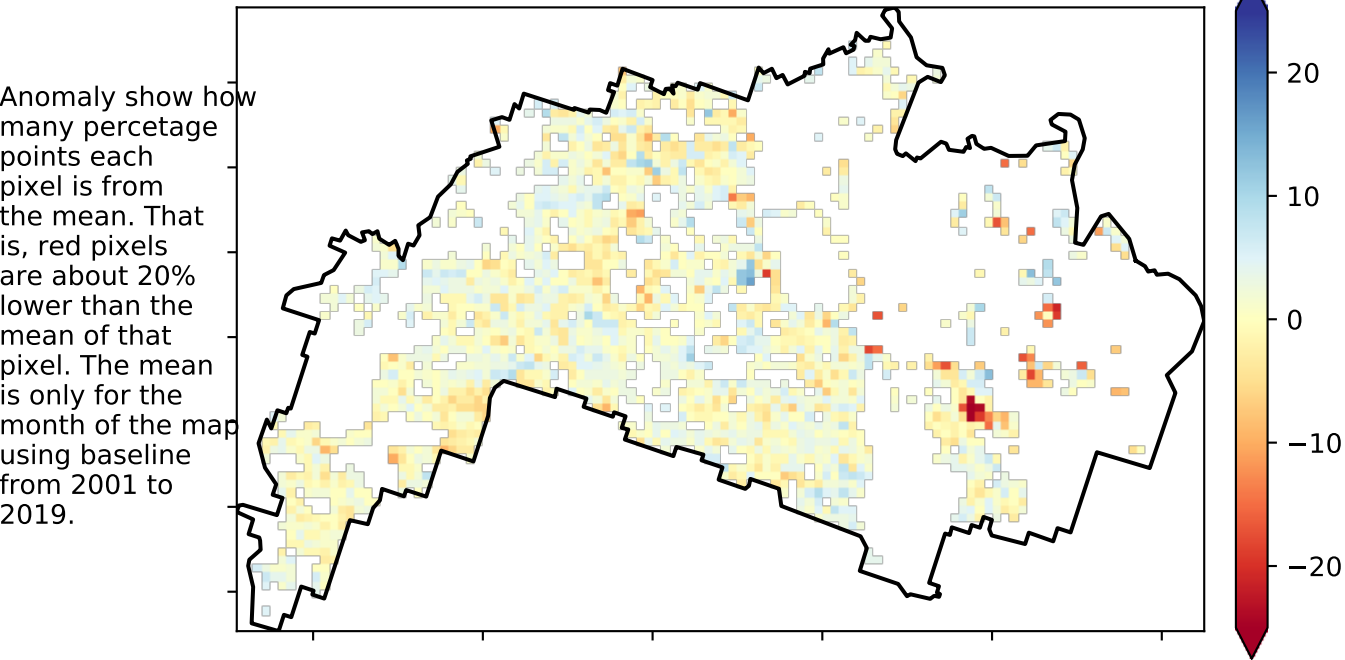 Anomaly show how
many percetage
points each
pixel is from
the mean. That
is, red pixels
are about 20%
lower than the
mean of that
pixel. The mean
is only for the
month of the map
using baseline
from 2001 to
2019.
20
10
0
−10
−20